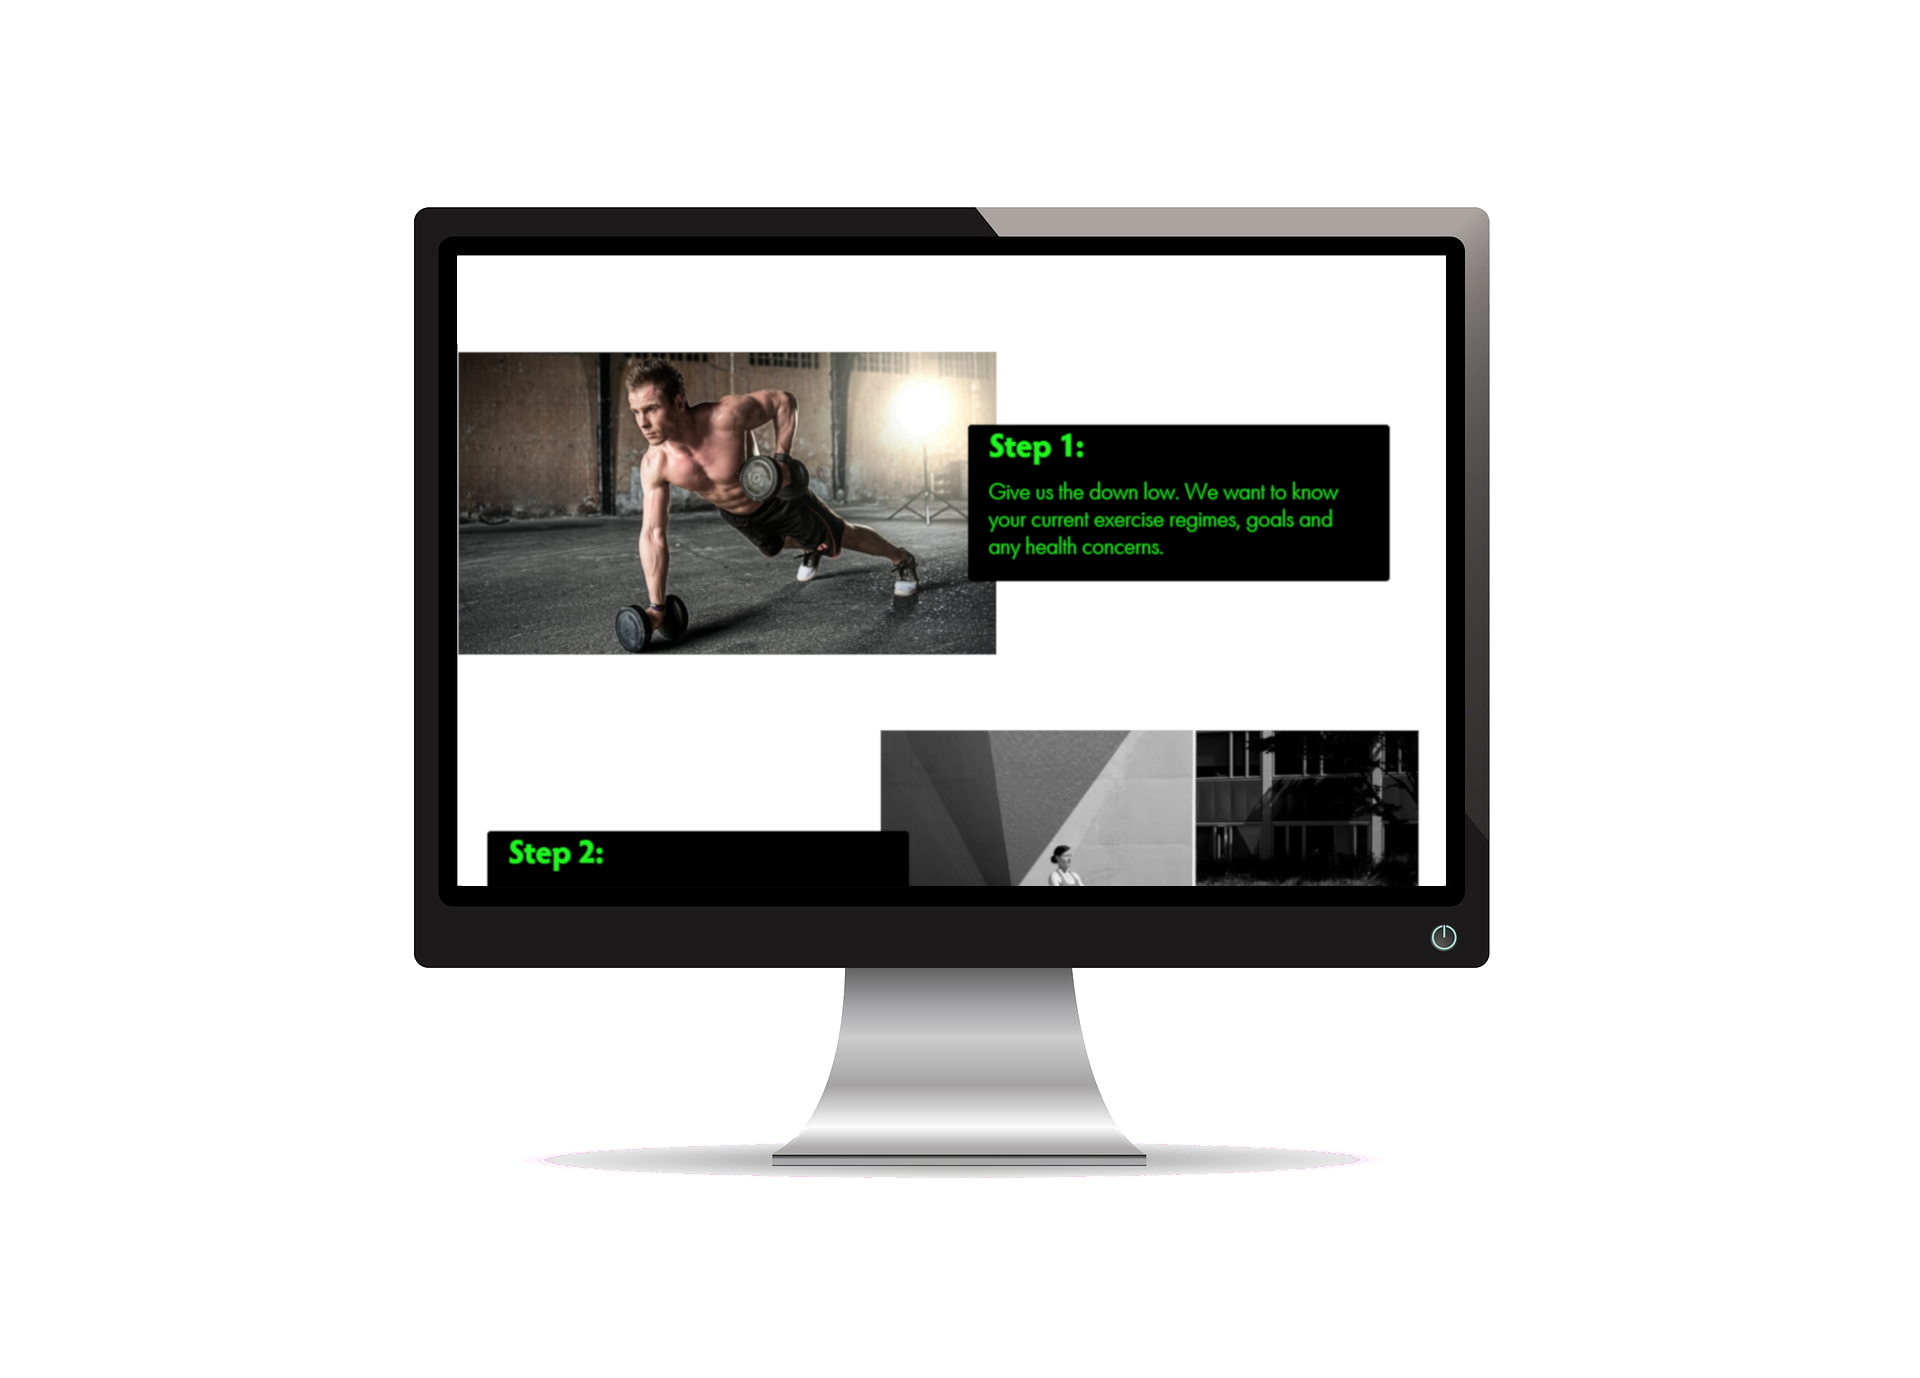 Step 1:
Give us the down low. We want to know
your current exercise regimes, goals and
any health concerns.
Step 2: